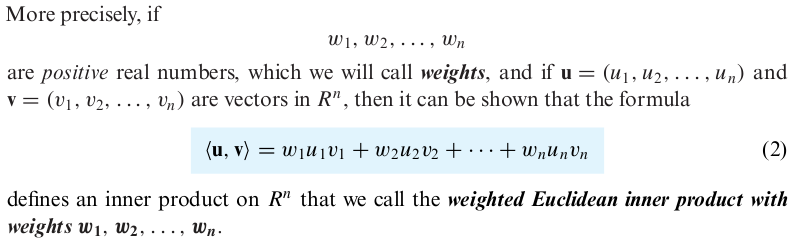 More precisely, if
w₁, w₂, . . . , wₙ
are positive real numbers, which we will call weights, and if u = (u₁, u₂, . . . , uₙ) and
v = (v₁, v₂, . . . , vₙ) are vectors in Rⁿ, then it can be shown that the formula
⟨u, v⟩ = w₁u₁v₁ + w₂u₂v₂ + · · · + wₙuₙvₙ (2)
defines an inner product on Rⁿ that we call the weighted Euclidean inner product with
weights w₁, w₂, . . . , wₙ.